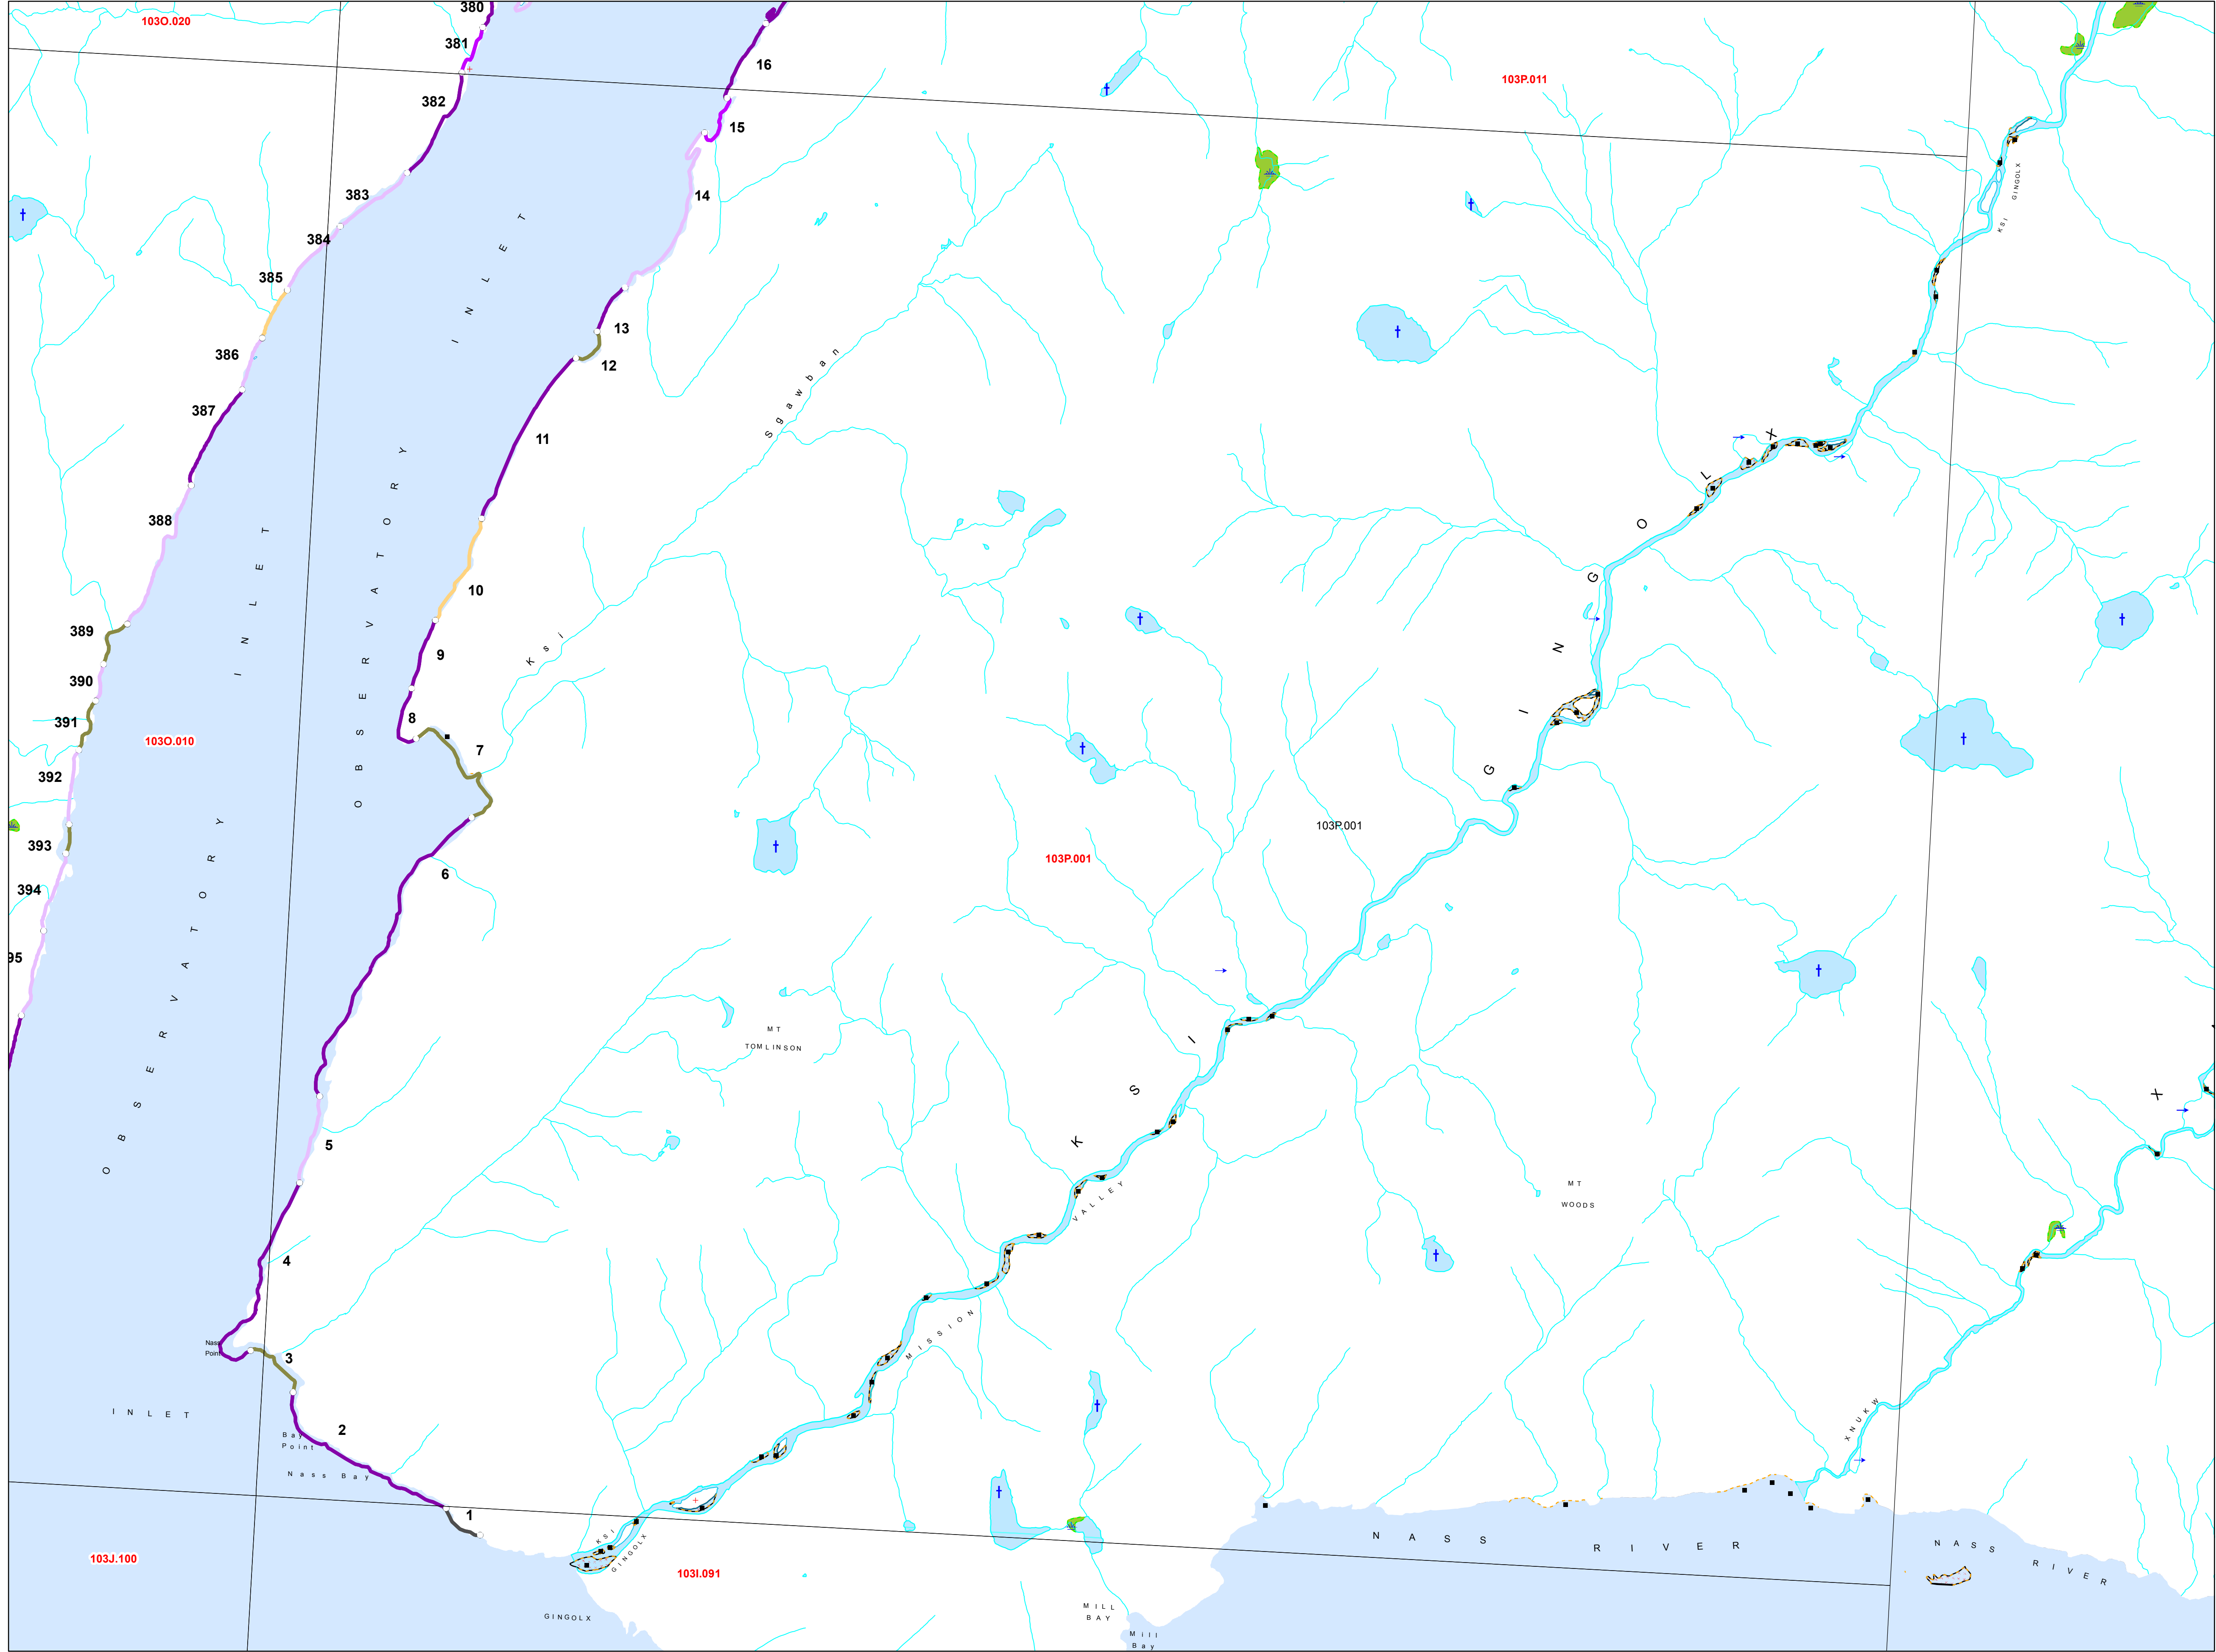 103O.020
380
381
382
383
384
385
386
387
388
389
390
391
392
393
394
95
16
15
14
13
12
11
10
9
8
7
6
5
4
3
2
1
103P.011
KSI GINGOLX
OBSERVATORY INLET
Ksi Sgawban
OBSERVATORY INLET
103O.010
103P.001
103P.001
KSI GINGOLX
MT
TOMLINSON
MT
WOODS
MISSION VALLEY
X
XNUKW
Nass
Point
INLET
Bay
Point
Nass Bay
103J.100
KSI
GINGOLX
103I.091
GINGOLX
MILL
BAY
Mill
Bay
NASS RIVER
NASS RIVER